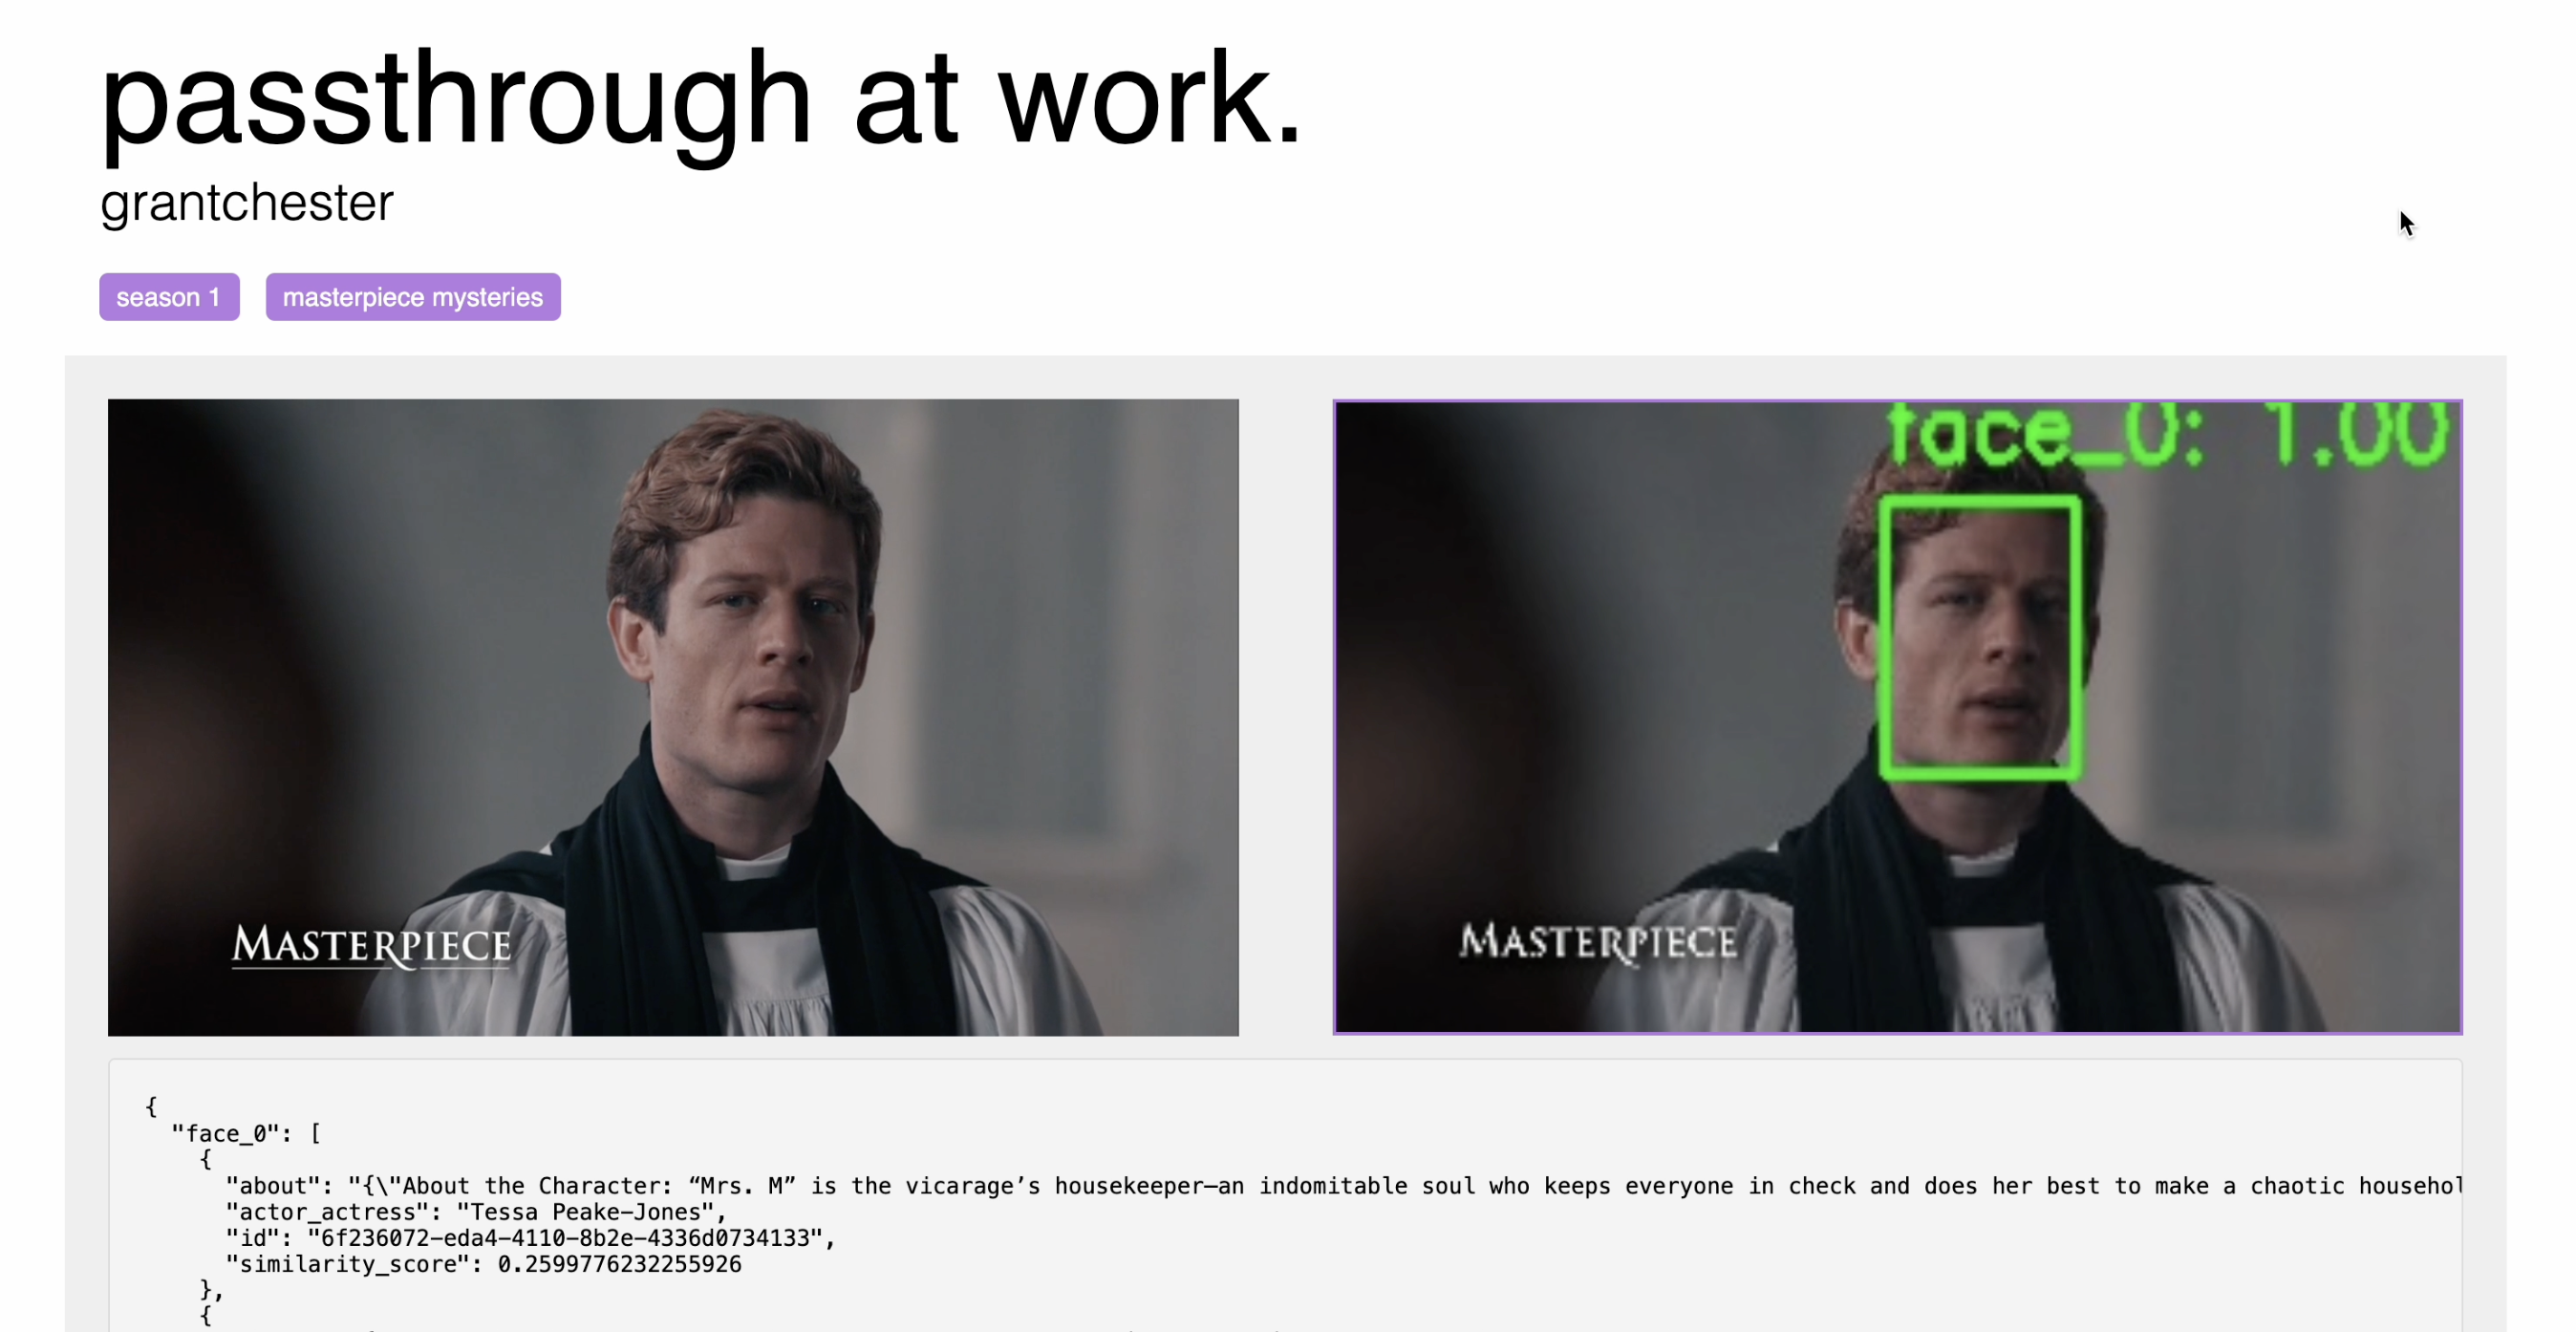 passthrough at work.
grantchester
season 1 masterpiece mysteries
face_0: 1.00
MASTERPIECE
MASTERPIECE
{
"face_0": [
{
"about": "{\"About the Character: “Mrs. M” is the vicarage’s housekeeper—an indomitable soul who keeps everyone in check and does her best to make a chaotic househol
"actor_actress": "Tessa Peake-Jones",
"id": "6f236072-eda4-4110-8b2e-4336d0734133",
"similarity_score": 0.2599776232255926
},
{